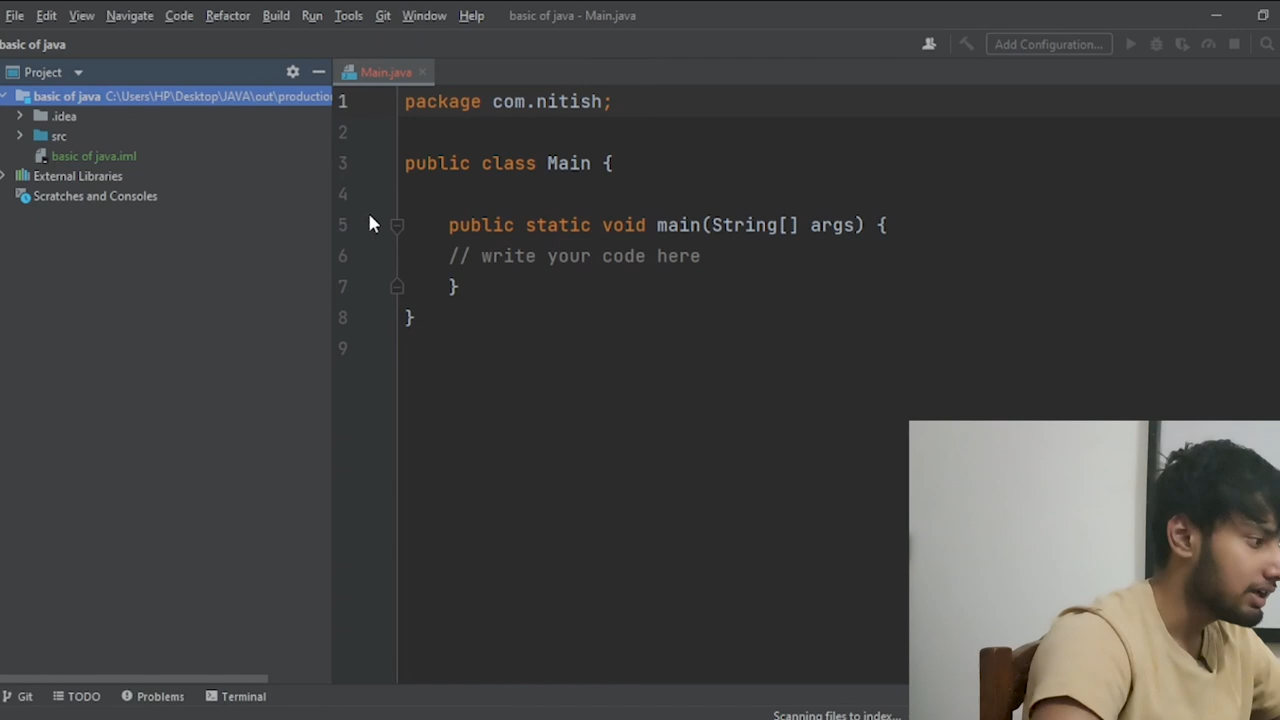 File Edit View Navigate Code Refactor Build Run Tools Git Window Help basic of java - Main.java
basic of java
Add Configuration...
Project
Main.java
basic of java C:\Users\HP\Desktop\JAVA\out\productio
.idea
src
basic of java.iml
External Libraries
Scratches and Consoles
1 package com.nitish;
2
3 public class Main {
4
5 public static void main(String[] args) {
6 // write your code here
7 }
8 }
9
Git TODO Problems Terminal
Scanning files to index...